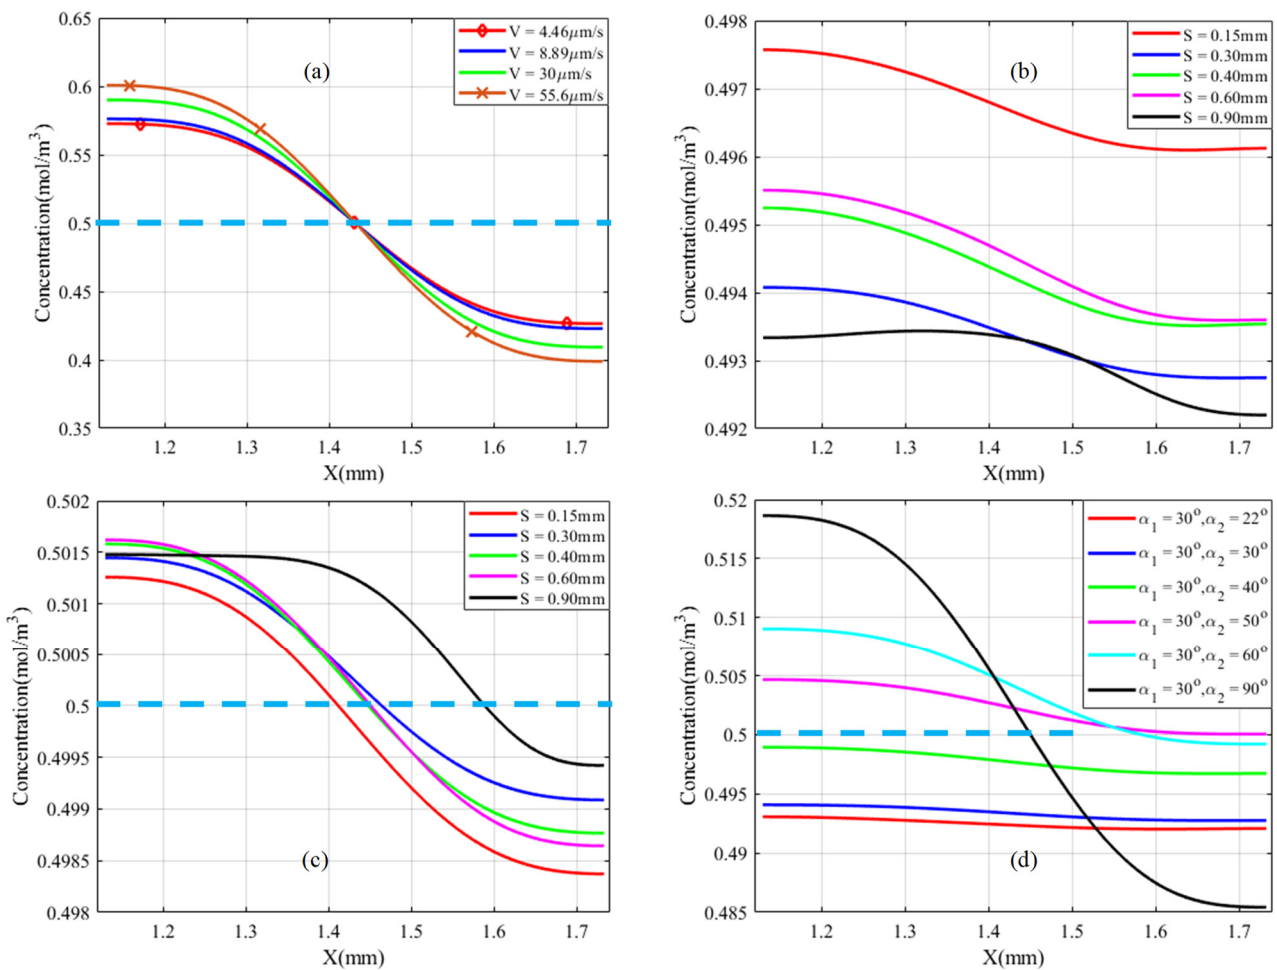 0.65
0.6
0.55
0.5
0.45
0.4
0.35
Concentration(mol/m³)
(a)
V = 4.46μm/s
V = 8.89μm/s
V = 30μm/s
V = 55.6μm/s
1.2 1.3 1.4 1.5 1.6 1.7
X(mm)
0.498
0.497
0.496
0.495
0.494
0.493
0.492
Concentration(mol/m³)
(b)
S = 0.15mm
S = 0.30mm
S = 0.40mm
S = 0.60mm
S = 0.90mm
1.2 1.3 1.4 1.5 1.6 1.7
X(mm)
0.502
0.5015
0.501
0.5005
0.5
0.4995
0.499
0.4985
0.498
Concentration(mol/m³)
S = 0.15mm
S = 0.30mm
S = 0.40mm
S = 0.60mm
S = 0.90mm
(c)
1.2 1.3 1.4 1.5 1.6 1.7
X(mm)
0.52
0.515
0.51
0.505
0.5
0.495
0.49
0.485
Concentration(mol/m³)
α₁ = 30°,α₂ = 22°
α₁ = 30°,α₂ = 30°
α₁ = 30°,α₂ = 40°
α₁ = 30°,α₂ = 50°
α₁ = 30°,α₂ = 60°
α₁ = 30°,α₂ = 90°
(d)
1.2 1.3 1.4 1.5 1.6 1.7
X(mm)